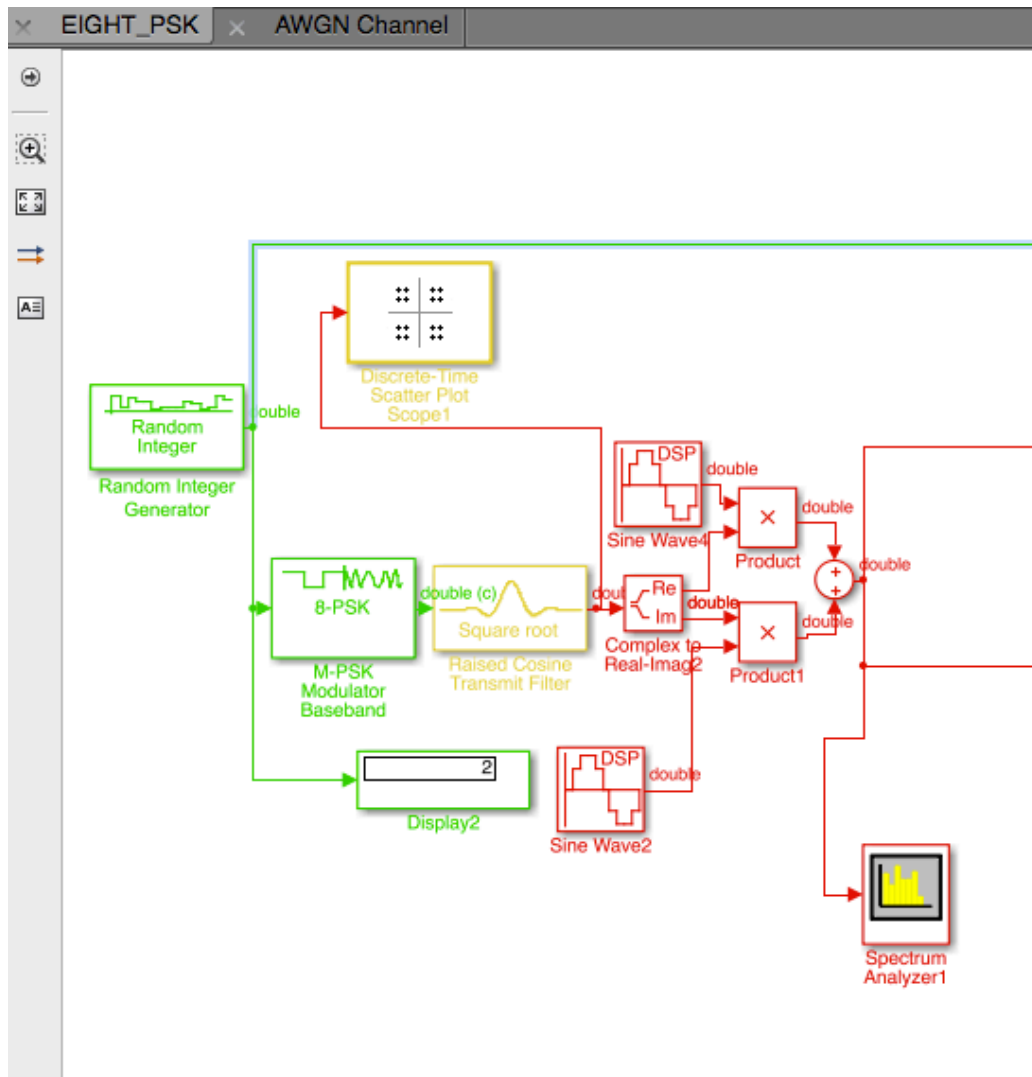 EIGHT_PSK
AWGN Channel
Discrete-Time
Scatter Plot
Scope1
Random
Integer
double
Random Integer
Generator
DSP
double
Sine Wave4
×
double
Product
8-PSK
double (c)
Square root
Re
Im
double
double
M-PSK
Modulator
Baseband
Raised Cosine
Transmit Filter
Complex to
Real-Imag2
×
double
Product1
2
Display2
DSP
double
Sine Wave2
Spectrum
Analyzer1